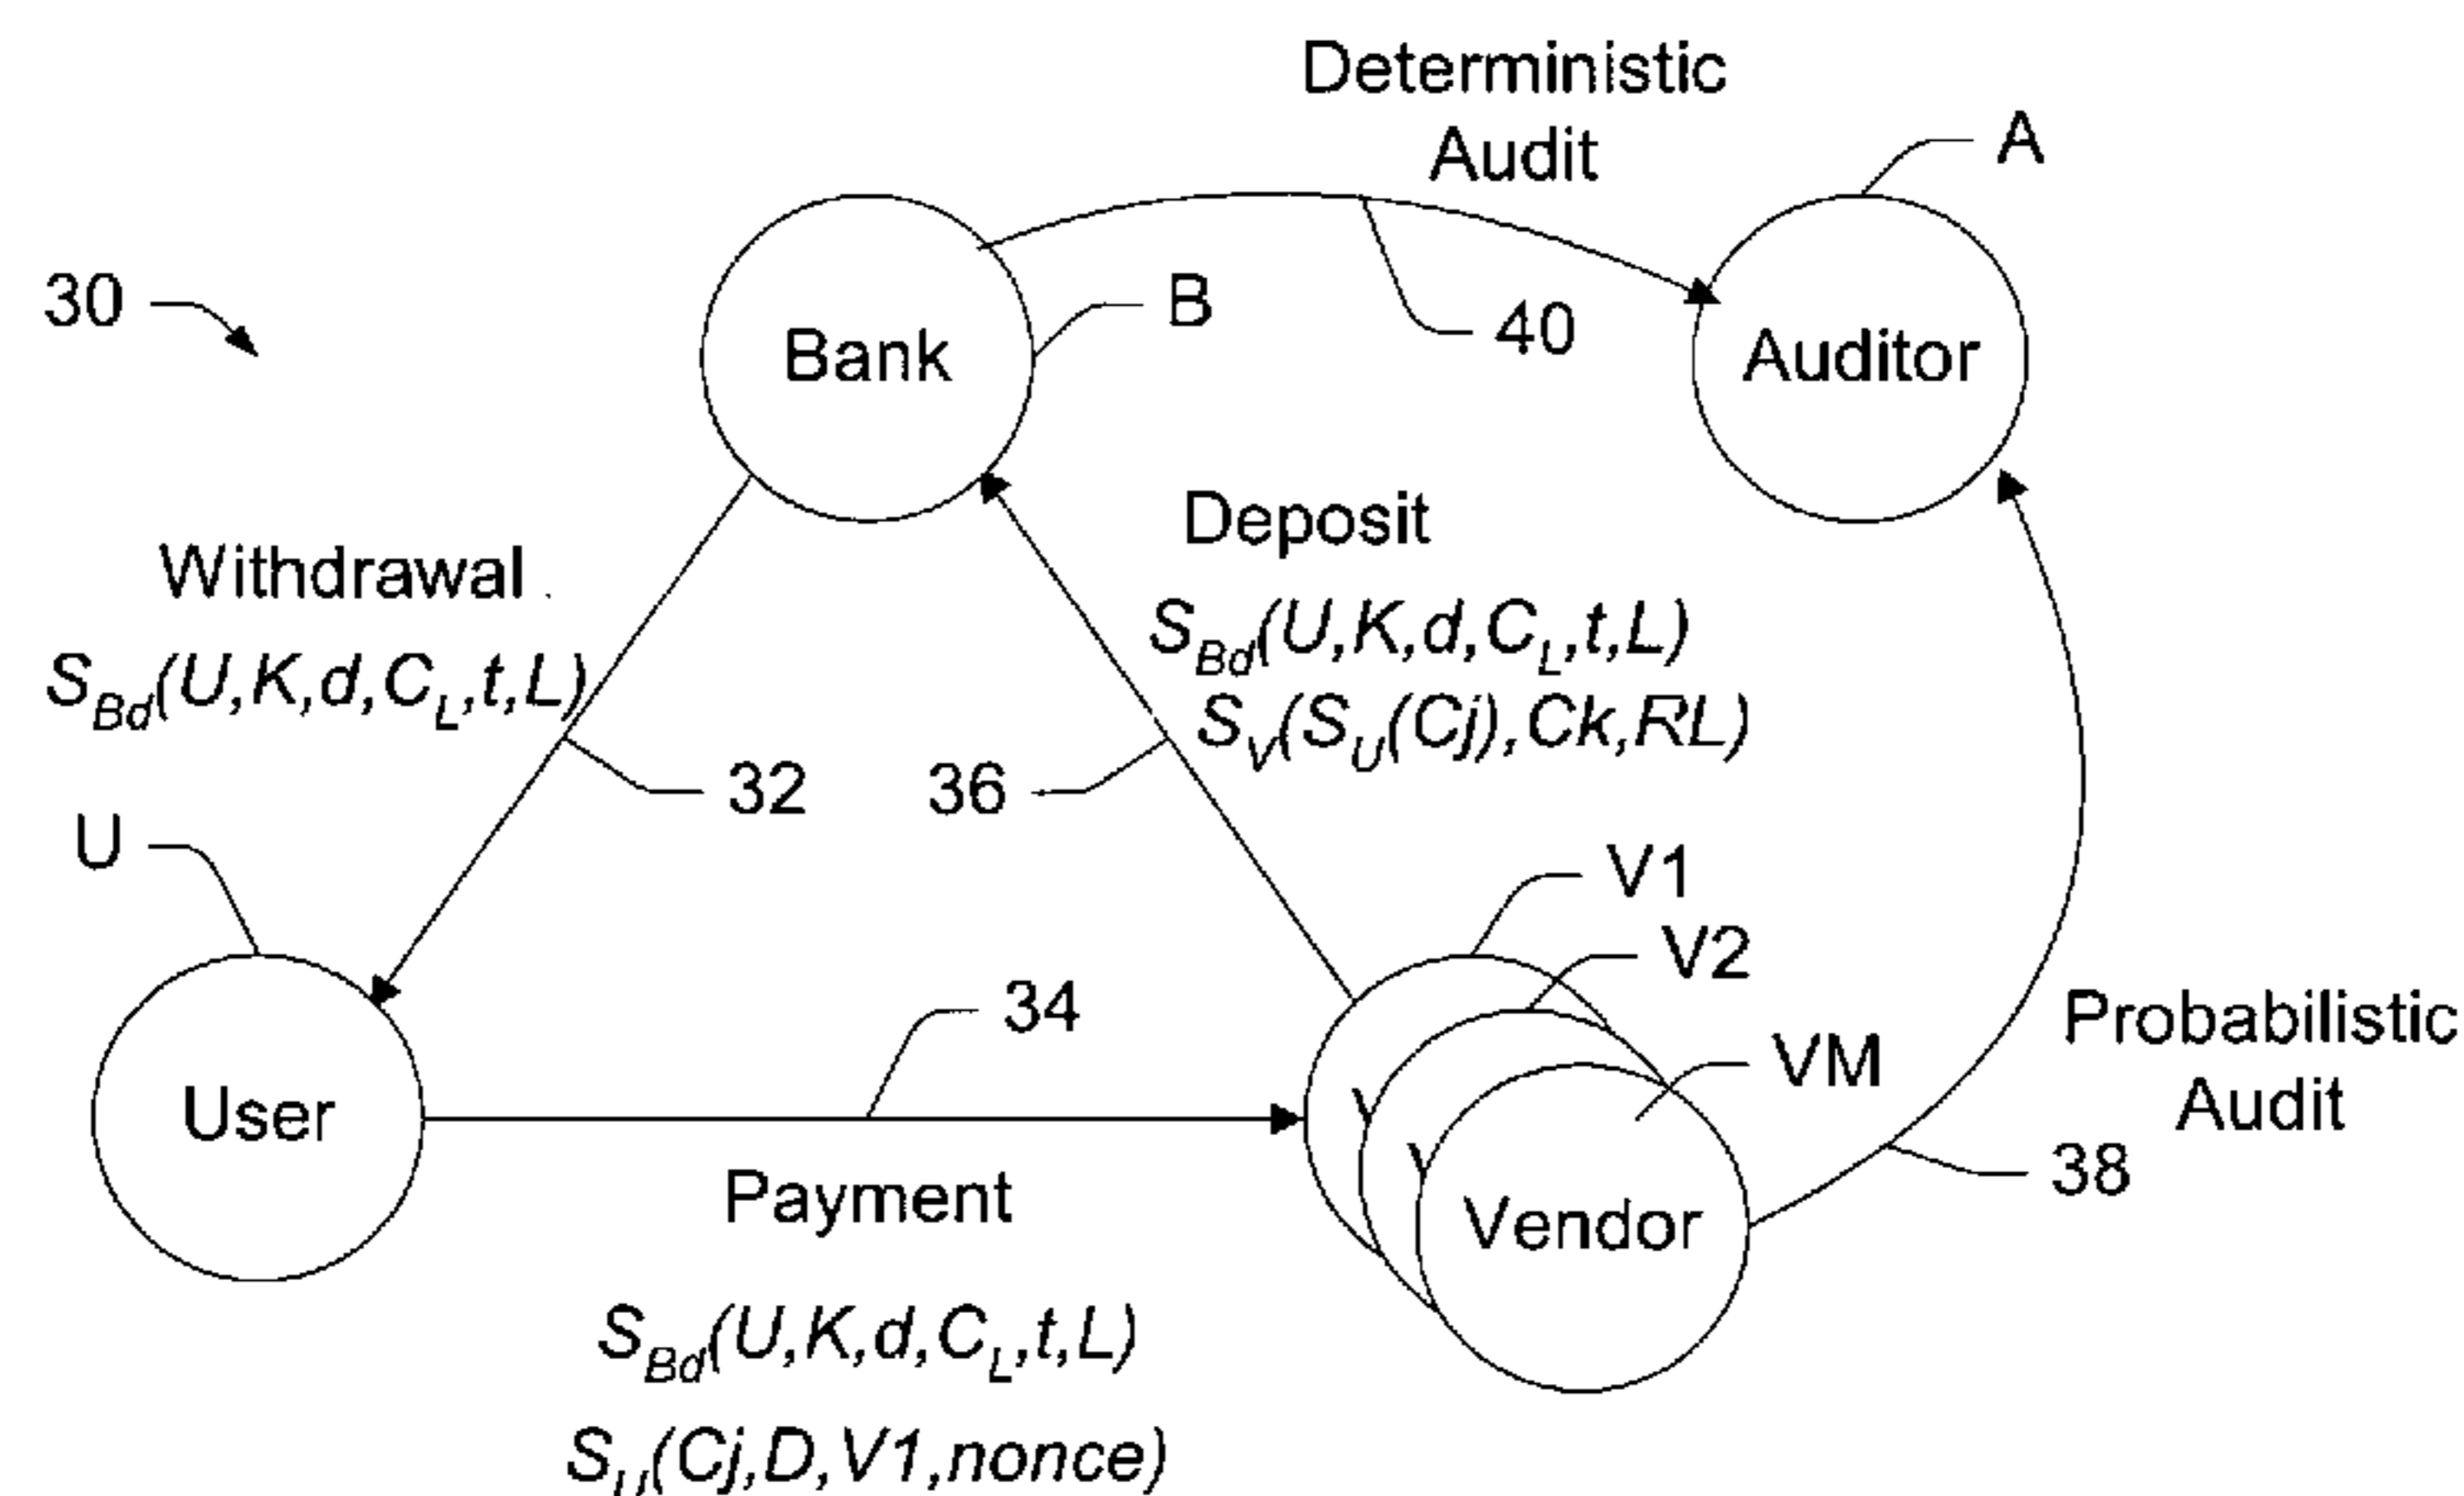 Deterministic
Audit
A
30
B
40
Bank
Auditor
Deposit
Withdrawal
S_Bd(U,K,d,C_L,t,L)
S_Bd(U,K,d,C_L,t,L)
S_V(S_U(Cj),Ck,RL)
32
36
U
V1
V2
34
Probabilistic
Audit
VM
User
38
Payment
Vendor
S_Bd(U,K,d,C_L,t,L)
S_U(Cj,D,V1,nonce)